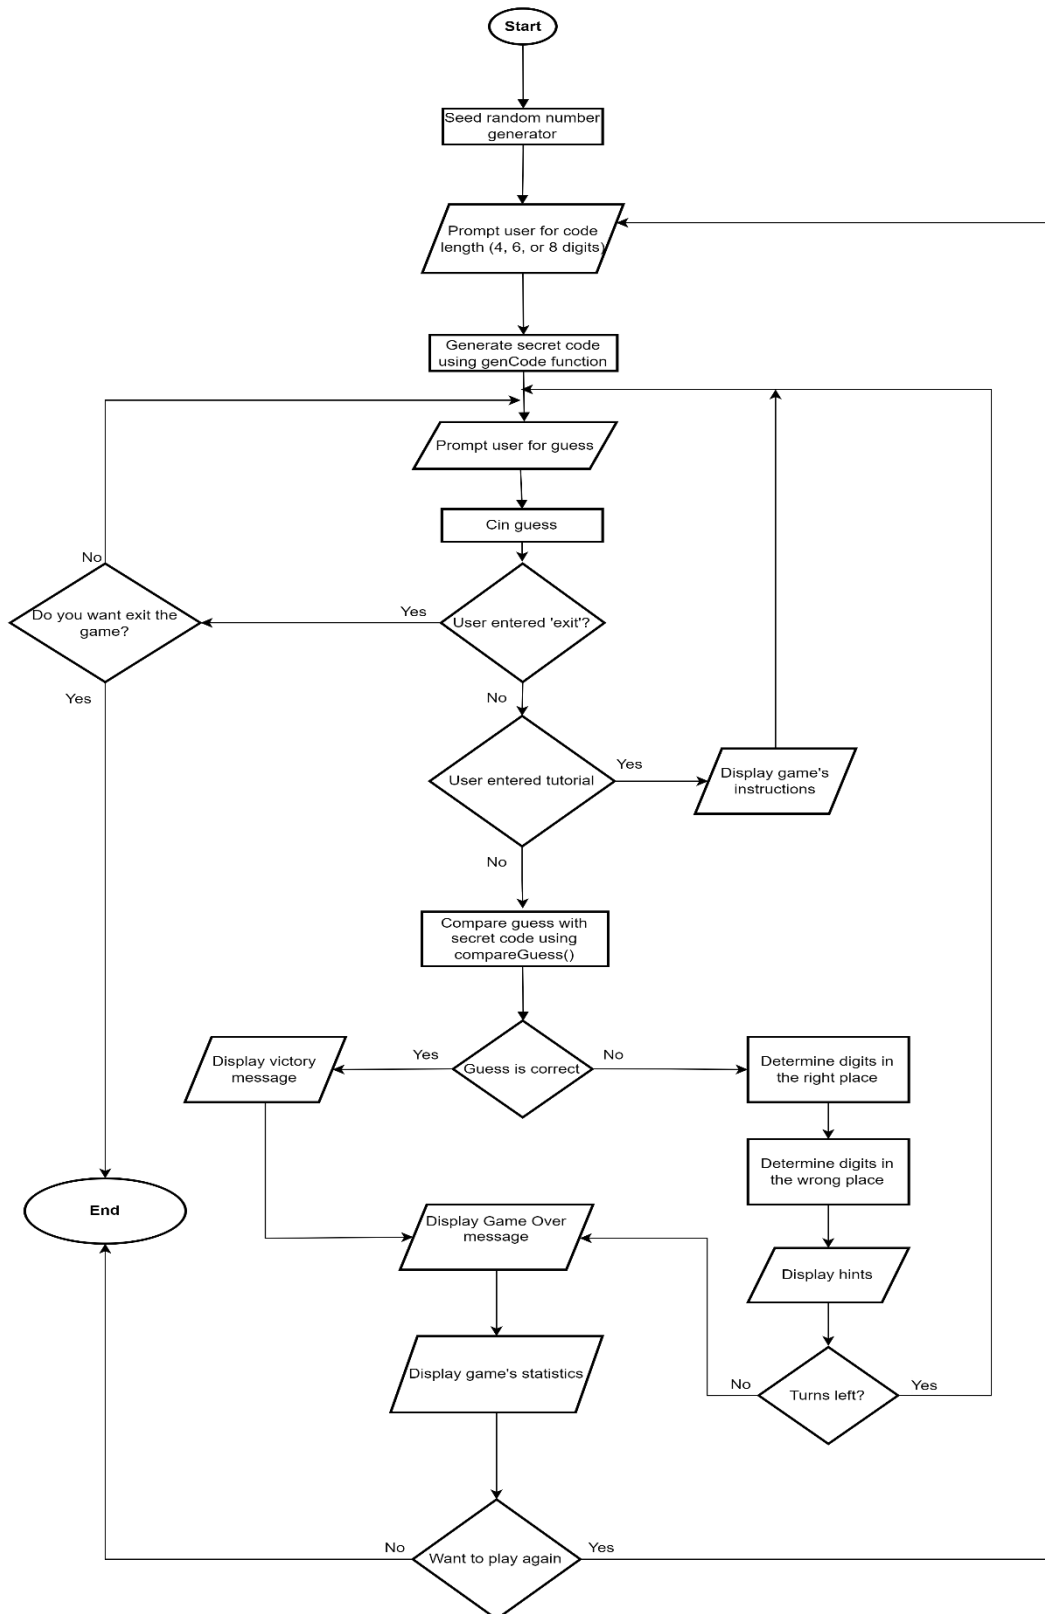 Start
Seed random number
generator
Prompt user for code
length (4, 6, or 8 digits)
Generate secret code
using genCode function
Prompt user for guess
Cin guess
No
Do you want exit the
game?
Yes
User entered 'exit'?
Yes
No
User entered tutorial
Yes
Display game's
instructions
No
Compare guess with
secret code using
compareGuess()
Display victory
message
Yes
Guess is correct
No
Determine digits in
the right place
Determine digits in
the wrong place
End
Display Game Over
message
Display hints
Display game's statistics
No
Turns left?
Yes
No
Want to play again
Yes